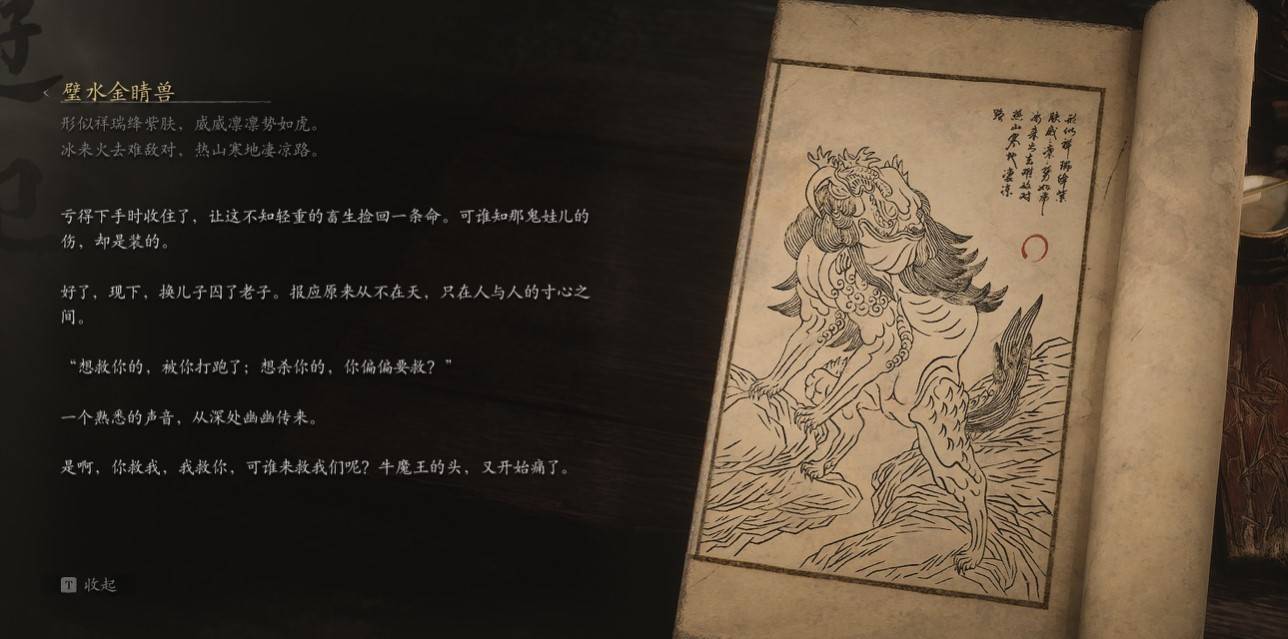 璧水金睛兽
形似祥瑞绛紫肤，威威凛凛势如虎。
冰来火去难敌对，热山寒地凄凉路。
亏得下手时收住了，让这不知轻重的畜生捡回一条命。可谁知那鬼娃儿的
伤，却是装的。
好了，现下，换儿子囚了老子。报应原来从不在天，只在人与人的寸心之
间。
“想救你的，被你打跑了；想杀你的，你偏偏要救？”
一个熟悉的声音，从深处幽幽传来。
是啊，你救我，我救你，可谁来救我们呢？牛魔王的头，又开始痛了。
T 收起
形似祥瑞绛紫
肤威 凛 势如虎
冰来火去难敌对
热山寒地凄凉
路